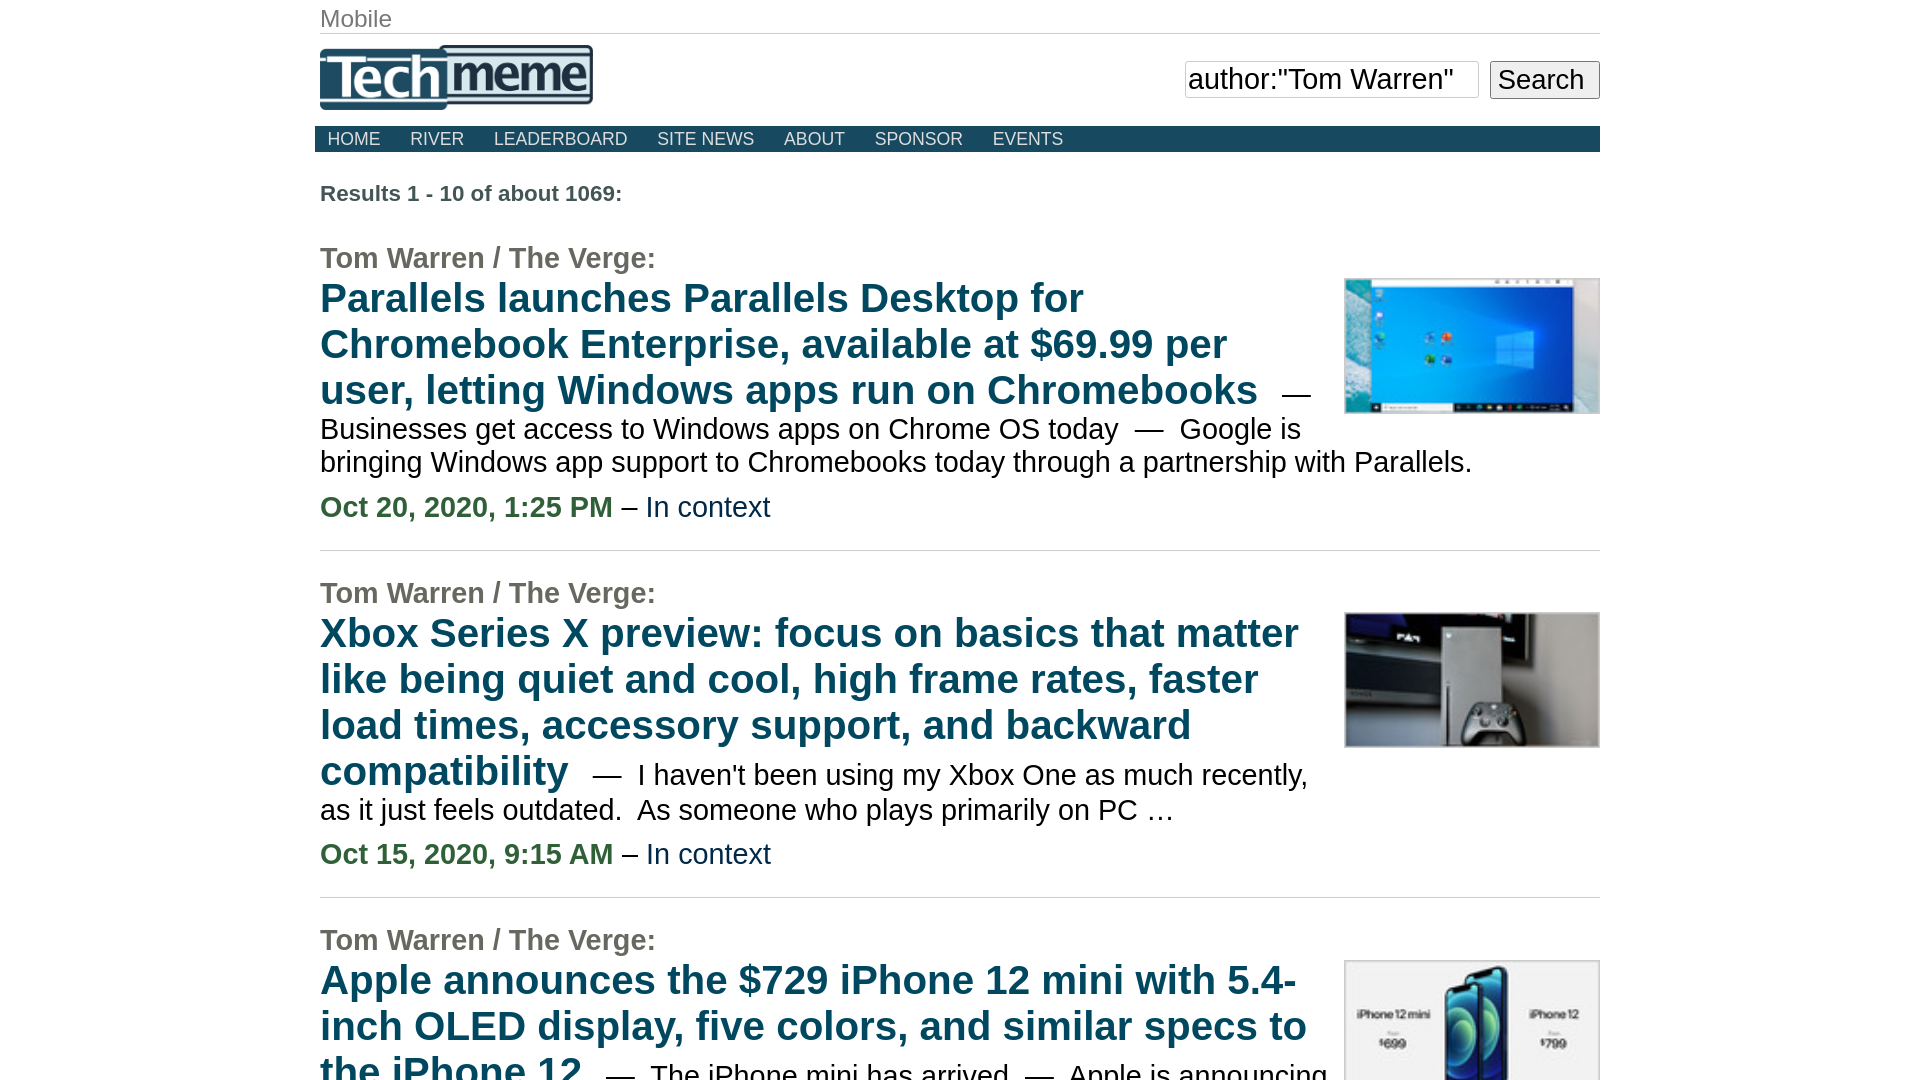 Mobile
Techmeme
author:"Tom Warren"
Search
HOME RIVER LEADERBOARD SITE NEWS ABOUT SPONSOR EVENTS
Results 1 - 10 of about 1069:
Tom Warren / The Verge:
Parallels launches Parallels Desktop for
Chromebook Enterprise, available at $69.99 per
user, letting Windows apps run on Chromebooks —
Businesses get access to Windows apps on Chrome OS today — Google is
bringing Windows app support to Chromebooks today through a partnership with Parallels.
Oct 20, 2020, 1:25 PM – In context
Tom Warren / The Verge:
Xbox Series X preview: focus on basics that matter
like being quiet and cool, high frame rates, faster
load times, accessory support, and backward
compatibility — I haven't been using my Xbox One as much recently,
as it just feels outdated. As someone who plays primarily on PC …
Oct 15, 2020, 9:15 AM – In context
Tom Warren / The Verge:
Apple announces the $729 iPhone 12 mini with 5.4-
inch OLED display, five colors, and similar specs to
the iPhone 12 — The iPhone mini has arrived — Apple is announcing
iPhone 12 mini
$699
iPhone 12
$799